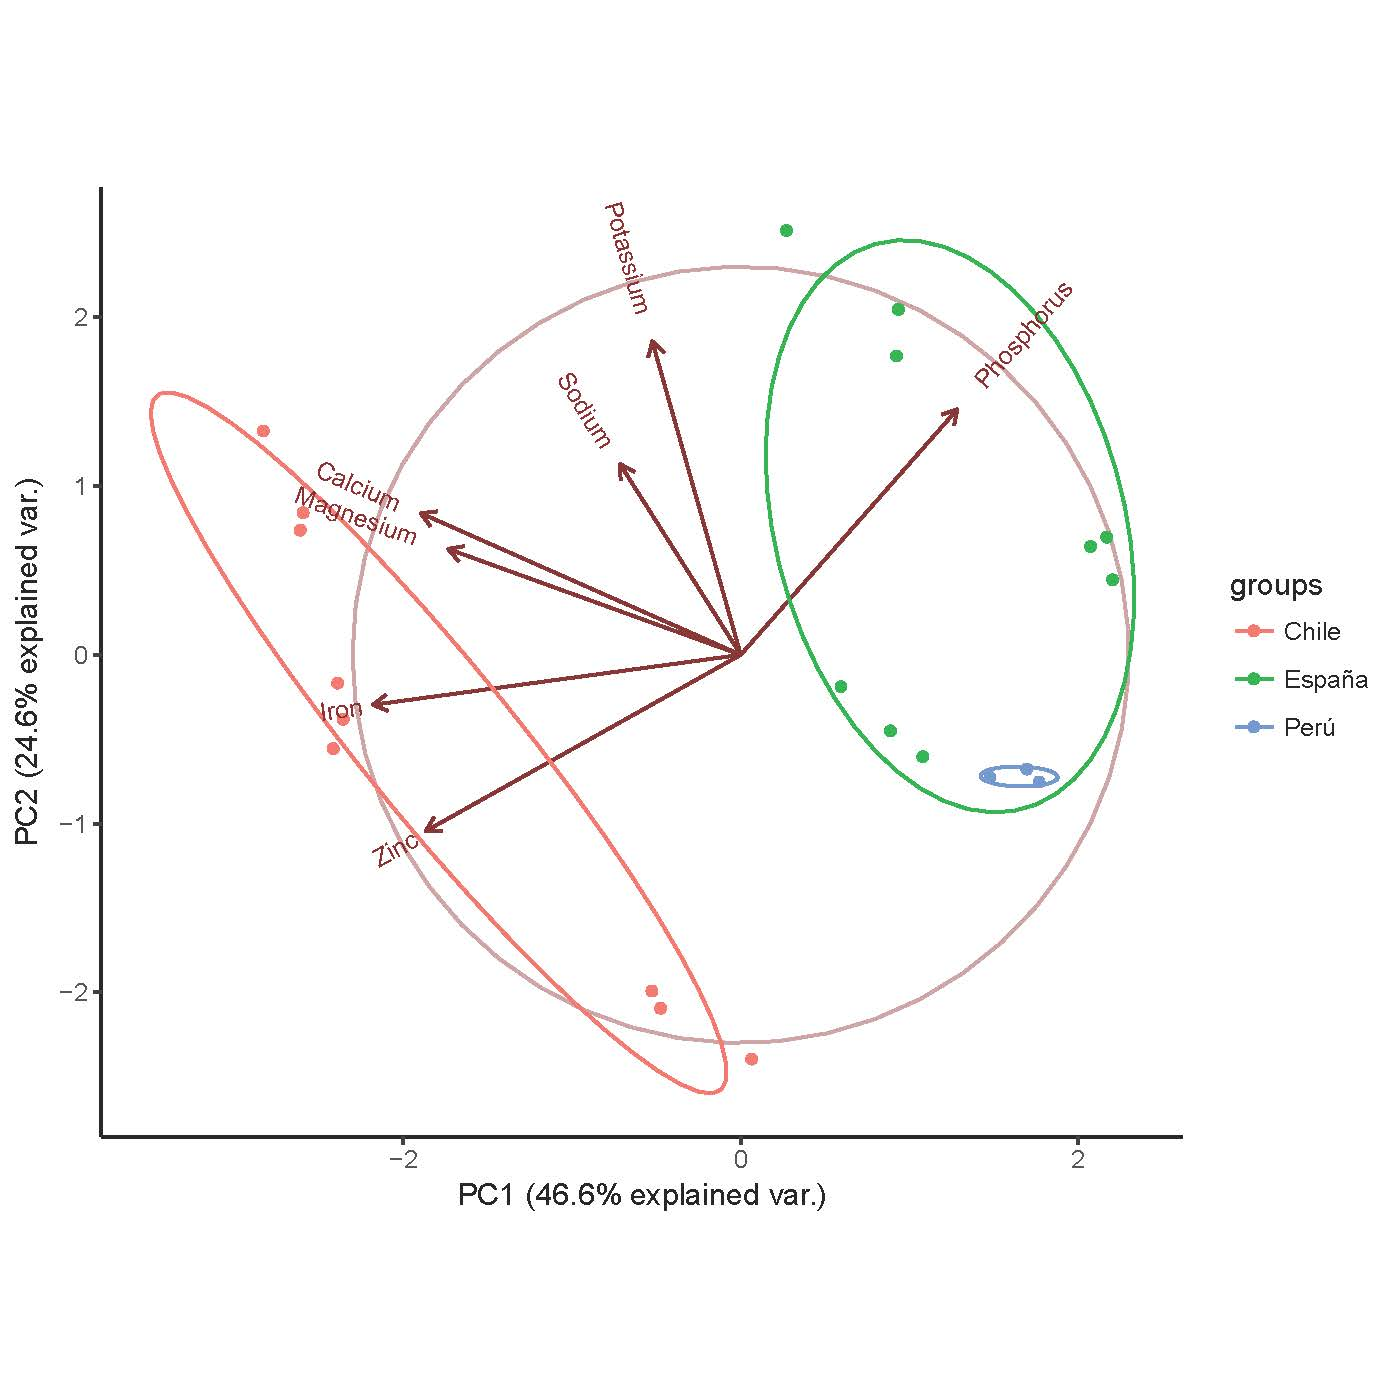 Potassium
Phosphorus
Sodium
Calcium
Magnesium
Iron
Zinc
2
1
0
−1
−2
PC2 (24.6% explained var.)
−2
0
2
PC1 (46.6% explained var.)
groups
Chile
España
Perú